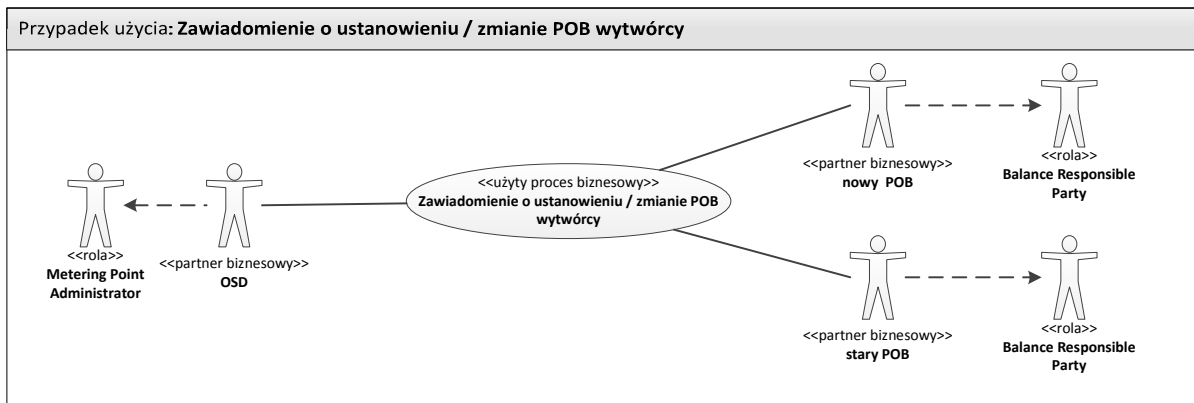 Przypadek użycia: Zawiadomienie o ustanowieniu / zmianie POB wytwórcy
<<partner biznesowy>>
nowy POB
<<rola>>
Balance Responsible
Party
<<użyty proces biznesowy>>
Zawiadomienie o ustanowieniu / zmianie POB
wytwórcy
<<rola>>
Metering Point
Administrator
<<partner biznesowy>>
OSD
<<partner biznesowy>>
stary POB
<<rola>>
Balance Responsible
Party